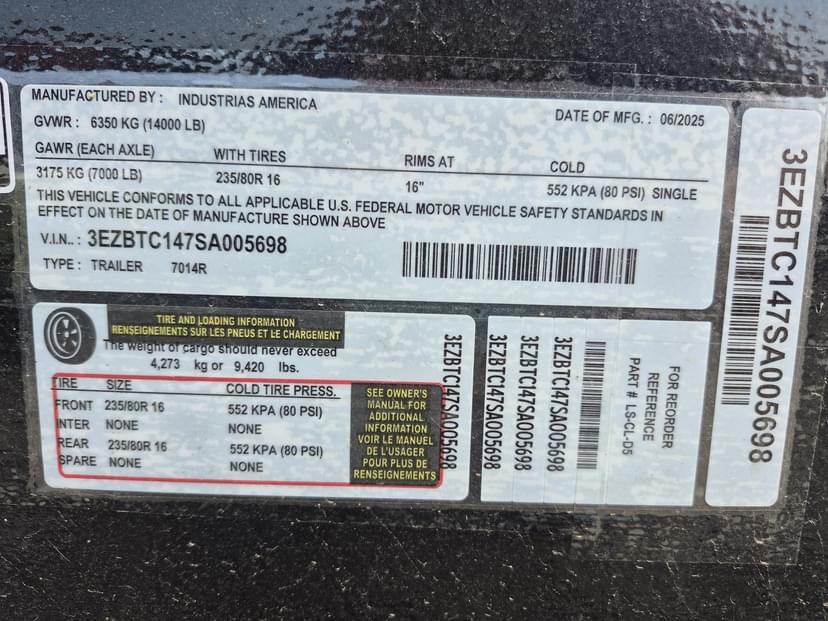 MANUFACTURED BY : INDUSTRIAS AMERICA
DATE OF MFG. : 06/2025
GVWR : 6350 KG (14000 LB)
GAWR (EACH AXLE) WITH TIRES RIMS AT COLD
3175 KG (7000 LB) 235/80R 16 16" 552 KPA (80 PSI) SINGLE
THIS VEHICLE CONFORMS TO ALL APPLICABLE U.S. FEDERAL MOTOR VEHICLE SAFETY STANDARDS IN
EFFECT ON THE DATE OF MANUFACTURE SHOWN ABOVE
V.I.N.. : 3EZBTC147SA005698
TYPE : TRAILER 7014R
TIRE AND LOADING INFORMATION
RENSEIGNEMENTS SUR LES PNEUS ET LE CHARGEMENT
The weight of cargo should never exceed
4,273 kg or 9,420 lbs.
TIRE SIZE COLD TIRE PRESS.
FRONT 235/80R 16 552 KPA (80 PSI)
INTER NONE NONE
REAR 235/80R 16 552 KPA (80 PSI)
SPARE NONE NONE
SEE OWNER'S
MANUAL FOR
ADDITIONAL
INFORMATION
VOIR LE MANUEL
DE L'USAGER
POUR PLUS DE
RENSEIGNEMENTS
3EZBTC147SA005698
3EZBTC147SA005698
3EZBTC147SA005698
3EZBTC147SA005698
FOR REORDER
REFERENCE
PART # LS-CL-D5
3EZBTC147SA005698